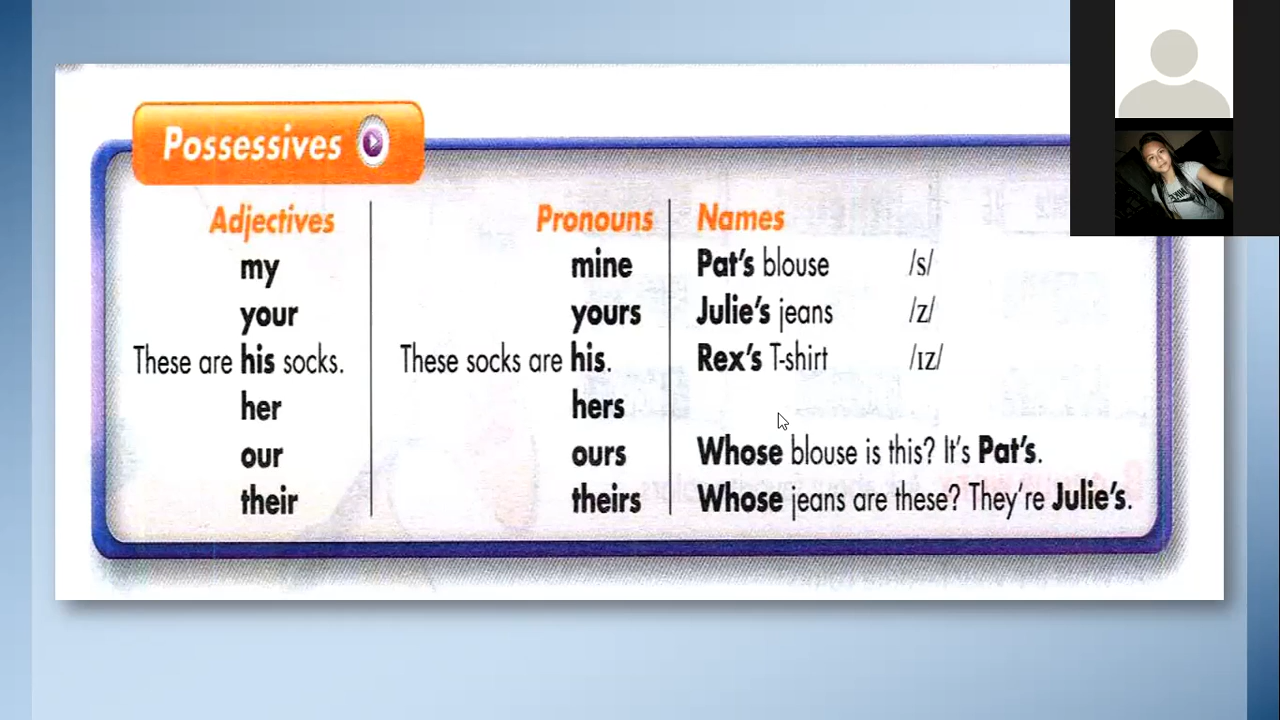 Possessives
Adjectives Pronouns Names
my mine Pat's blouse /s/
your yours Julie's jeans /z/
These are his socks. These socks are his. Rex's T-shirt /ɪz/
her hers
our ours Whose blouse is this? It's Pat's.
their theirs Whose jeans are these? They're Julie's.